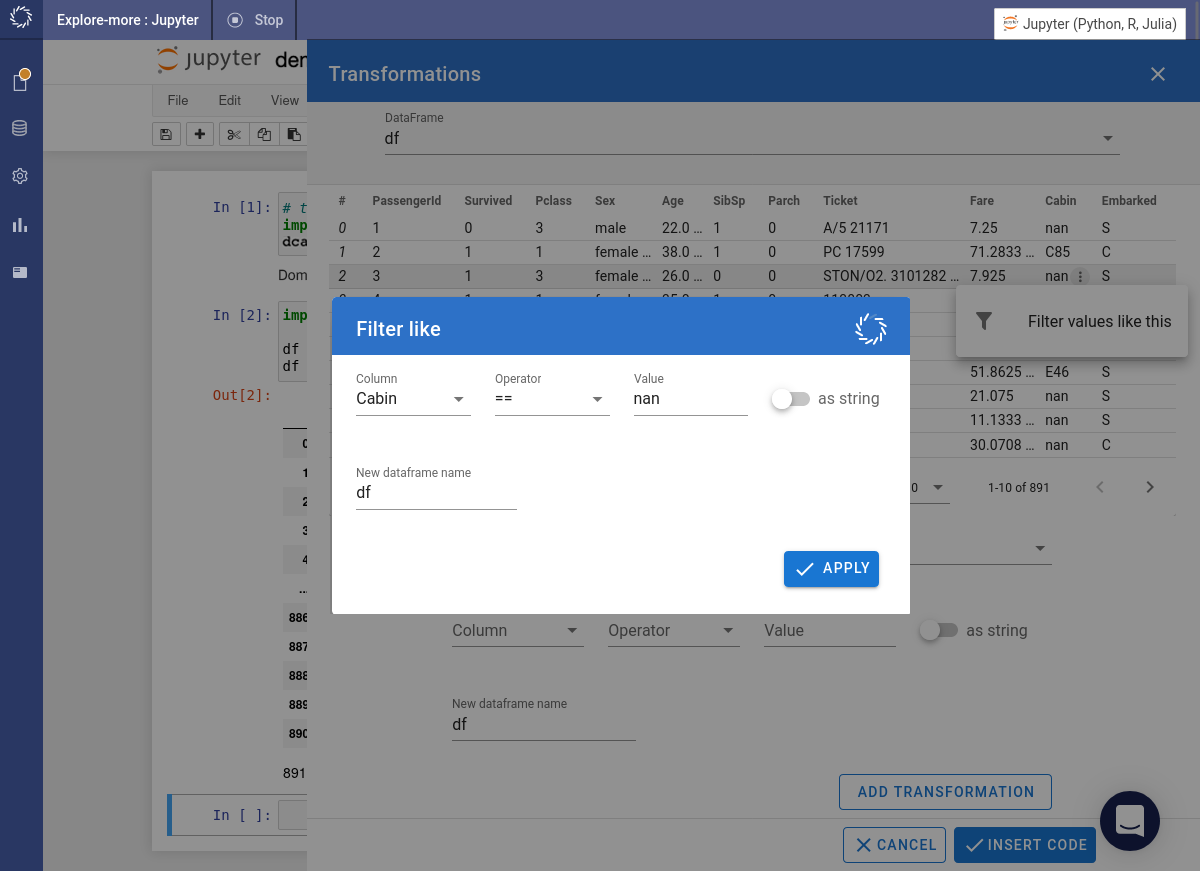 Explore-more : Jupyter
Stop
Jupyter (Python, R, Julia)
jupyter den
Transformations
File Edit View
DataFrame
df
In [1]:
# t
imp
dca
Dom
In [2]:
imp
df
df
Out[2]:
# PassengerId Survived Pclass Sex Age SibSp Parch Ticket Fare Cabin Embarked
0 1 0 3 male 22.0 ... 1 0 A/5 21171 7.25 nan S
1 2 1 1 female ... 38.0 ... 1 0 PC 17599 71.2833 ... C85 C
2 3 1 3 female ... 26.0 ... 0 0 STON/O2. 3101282 ... 7.925 nan S
Filter values like this
51.8625 ... E46 S
21.075 nan S
11.1333 ... nan S
30.0708 ... nan C
0 1-10 of 891
Filter like
Column Operator Value
Cabin == nan as string
New dataframe name
df
APPLY
0
1
2
3
4
...
886
887
888
889
890
891
In [ ]:
Column Operator Value as string
New dataframe name
df
ADD TRANSFORMATION
CANCEL INSERT CODE